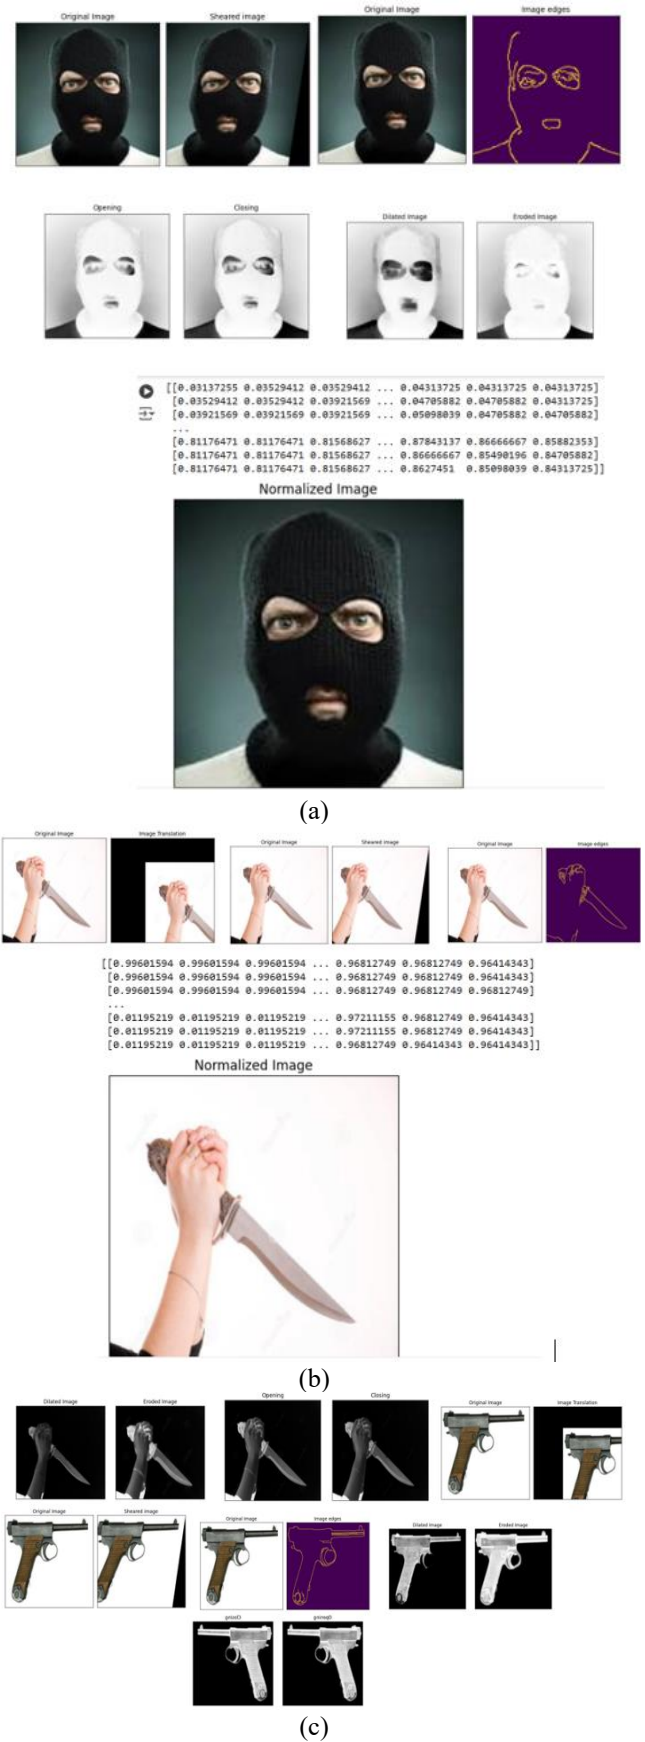 Original Image Sheared image Original Image Image edges
Opening Closing Dilated Image Eroded Image
[[0.03137255 0.03529412 0.03529412 ... 0.04313725 0.04313725 0.04313725]
[0.03529412 0.03529412 0.03921569 ... 0.04705882 0.04705882 0.04313725]
[0.03921569 0.03921569 0.03921569 ... 0.05098039 0.04705882 0.04705882]
...
[0.81176471 0.81176471 0.81568627 ... 0.87843137 0.86666667 0.85882353]
[0.81176471 0.81176471 0.81568627 ... 0.86666667 0.85490196 0.84705882]
[0.81176471 0.81176471 0.81568627 ... 0.8627451 0.85098039 0.84313725]]
Normalized Image
(a)
Original Image Image Translation Original Image Sheared image Original Image Image edges
[[0.99601594 0.99601594 0.99601594 ... 0.96812749 0.96812749 0.96414343]
[0.99601594 0.99601594 0.99601594 ... 0.96812749 0.96812749 0.96414343]
[0.99601594 0.99601594 0.99601594 ... 0.96812749 0.96812749 0.96812749]
...
[0.01195219 0.01195219 0.01195219 ... 0.97211155 0.96812749 0.96414343]
[0.01195219 0.01195219 0.01195219 ... 0.97211155 0.96812749 0.96414343]
[0.01195219 0.01195219 0.01195219 ... 0.96812749 0.96414343 0.96414343]]
Normalized Image
(b)
Dilated Image Eroded Image Opening Closing Original Image Image Translation
Original Image Sheared image Original Image Image edges Dilated Image Eroded Image
Closing Opening
(c)